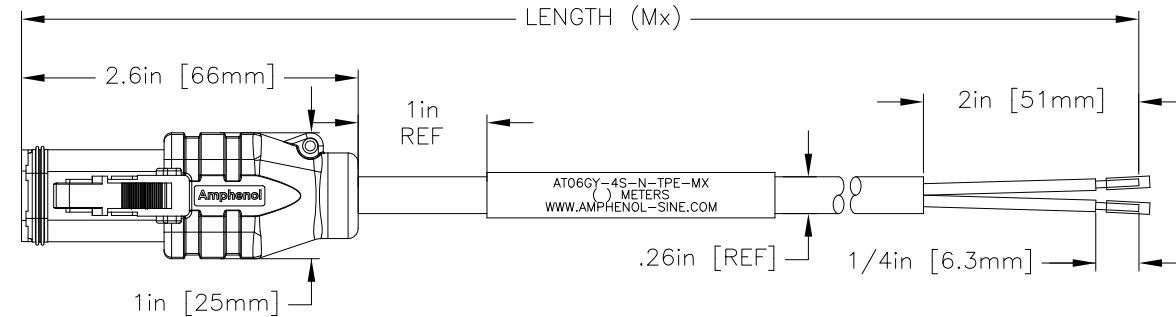 LENGTH (Mx)
2.6in [66mm]
1in
REF
2in [51mm]
Amphenol
AT06GY-4S-N-TPE-MX
( ) METERS
WWW.AMPHENOL-SINE.COM
.26in [REF]
1/4in [6.3mm]
1in [25mm]